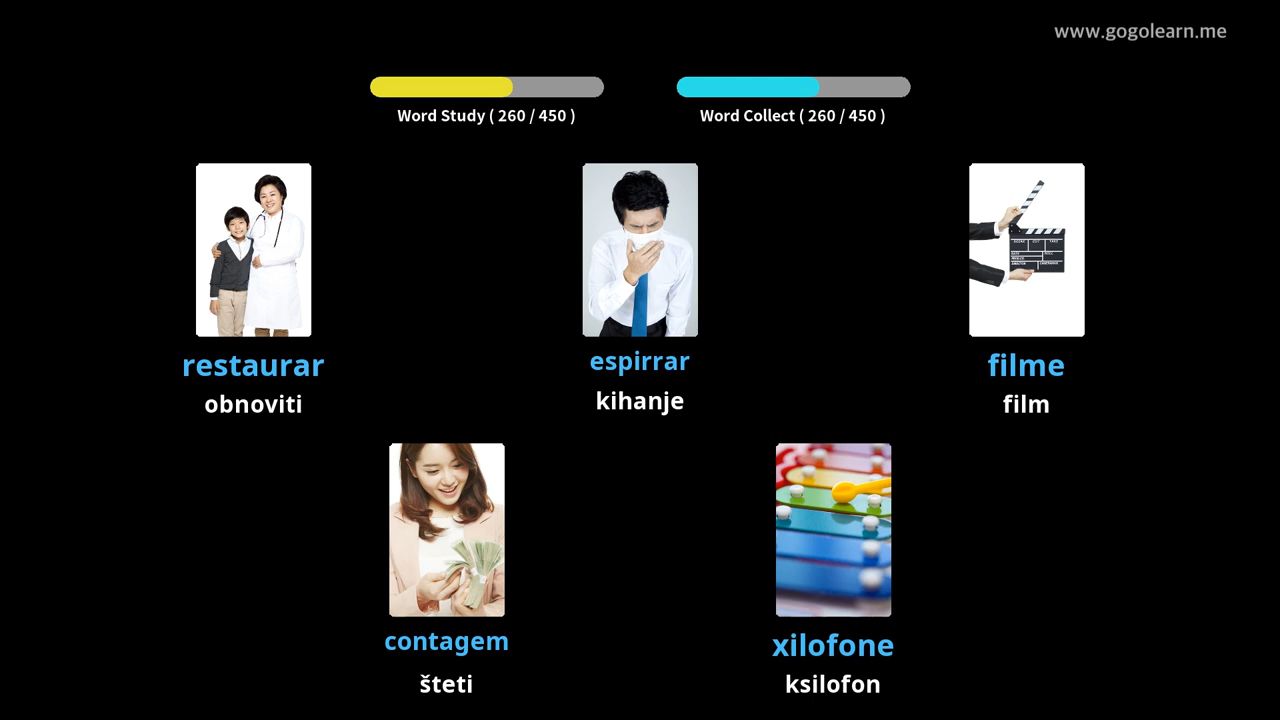 www.gogolearn.me
Word Study ( 260 / 450 )
Word Collect ( 260 / 450 )
restaurar
obnoviti
espirrar
kihanje
filme
film
contagem
šteti
xilofone
ksilofon